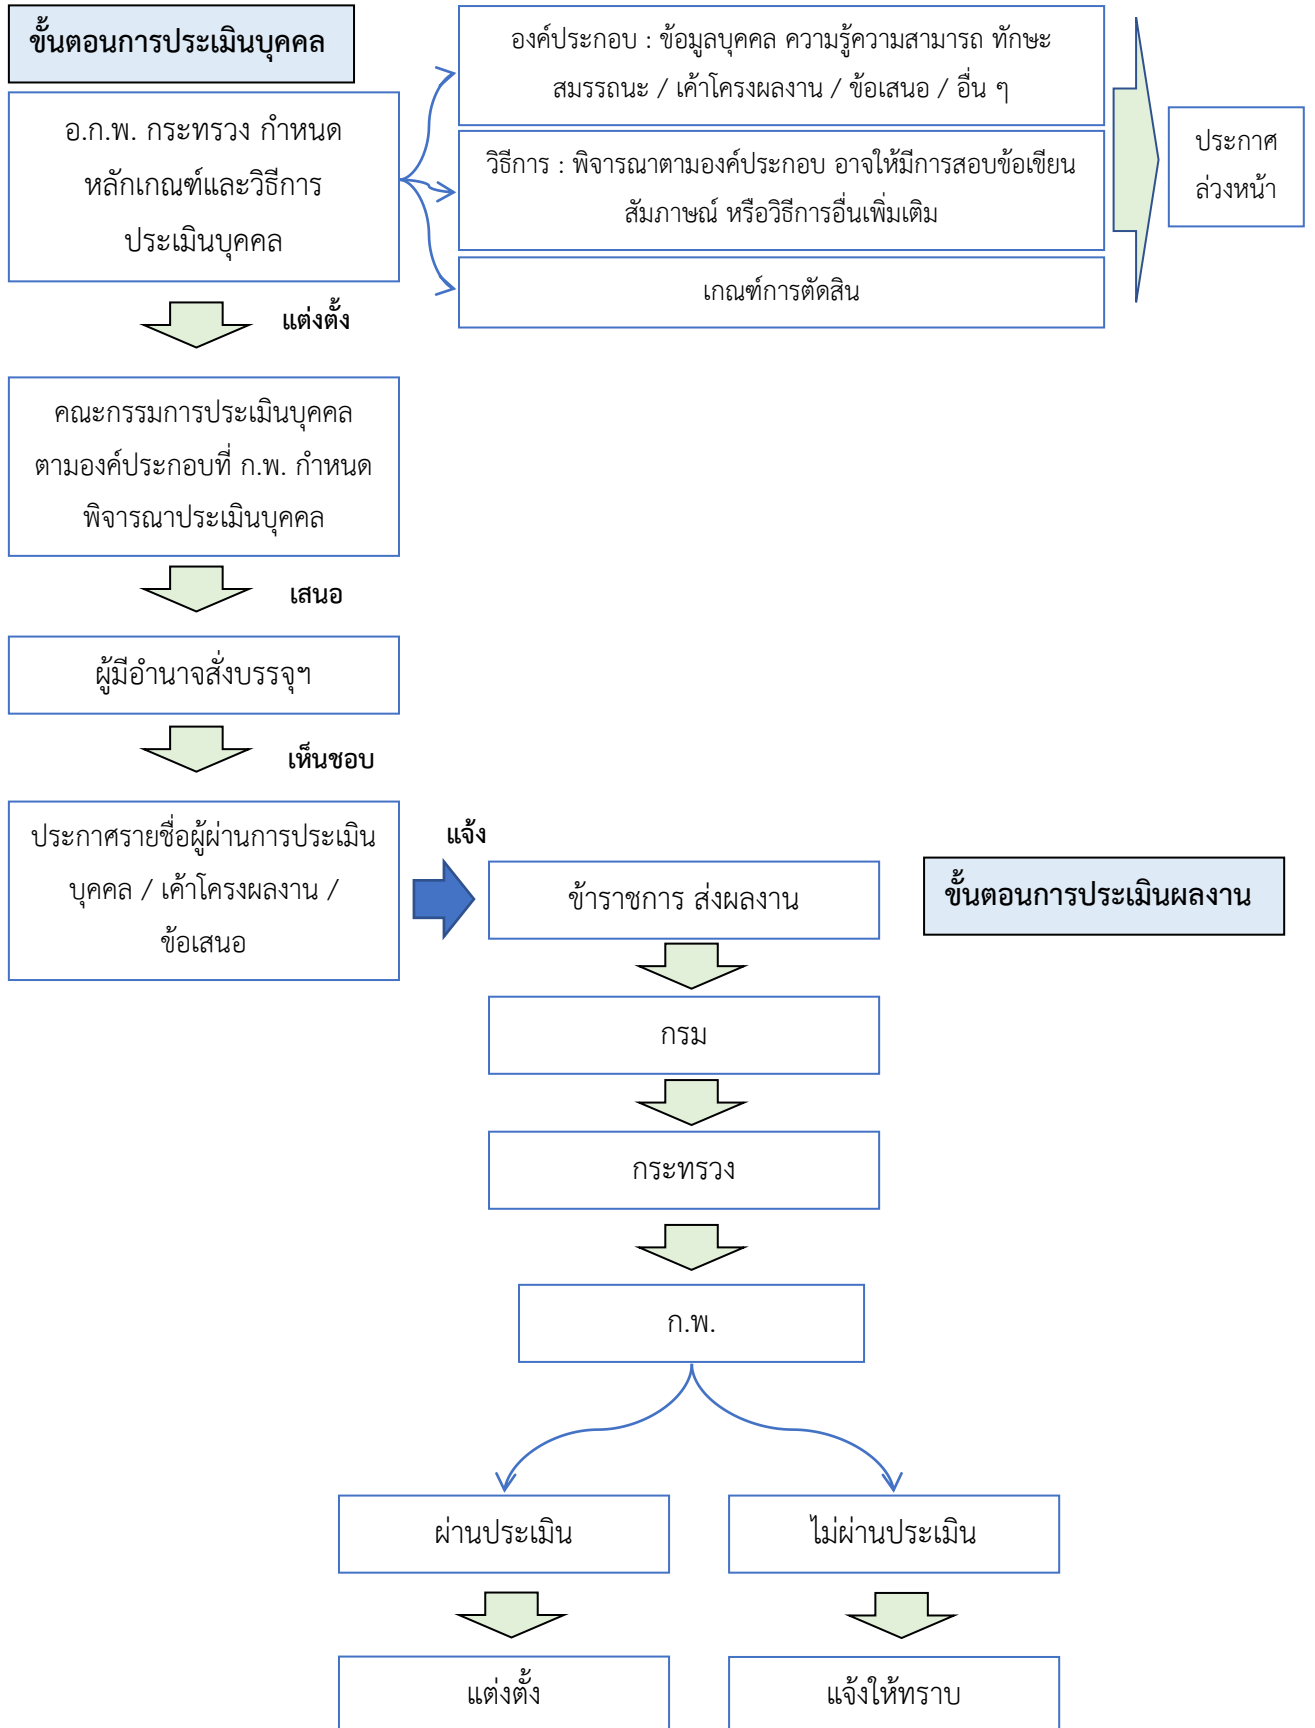 ขั้นตอนการประเมินบุคคล
อ.ก.พ. กระทรวง กำหนด
หลักเกณฑ์และวิธีการ
ประเมินบุคคล
องค์ประกอบ : ข้อมูลบุคคล ความรู้ความสามารถ ทักษะ
สมรรถนะ / เค้าโครงผลงาน / ข้อเสนอ / อื่น ๆ
วิธีการ : พิจารณาตามองค์ประกอบ อาจให้มีการสอบข้อเขียน
สัมภาษณ์ หรือวิธีการอื่นเพิ่มเติม
เกณฑ์การตัดสิน
ประกาศ
ล่วงหน้า
แต่งตั้ง
คณะกรรมการประเมินบุคคล
ตามองค์ประกอบที่ ก.พ. กำหนด
พิจารณาประเมินบุคคล
เสนอ
ผู้มีอำนาจสั่งบรรจุฯ
เห็นชอบ
ประกาศรายชื่อผู้ผ่านการประเมิน
บุคคล / เค้าโครงผลงาน /
ข้อเสนอ
แจ้ง
ข้าราชการ ส่งผลงาน
ขั้นตอนการประเมินผลงาน
กรม
กระทรวง
ก.พ.
ผ่านประเมิน
ไม่ผ่านประเมิน
แต่งตั้ง
แจ้งให้ทราบ